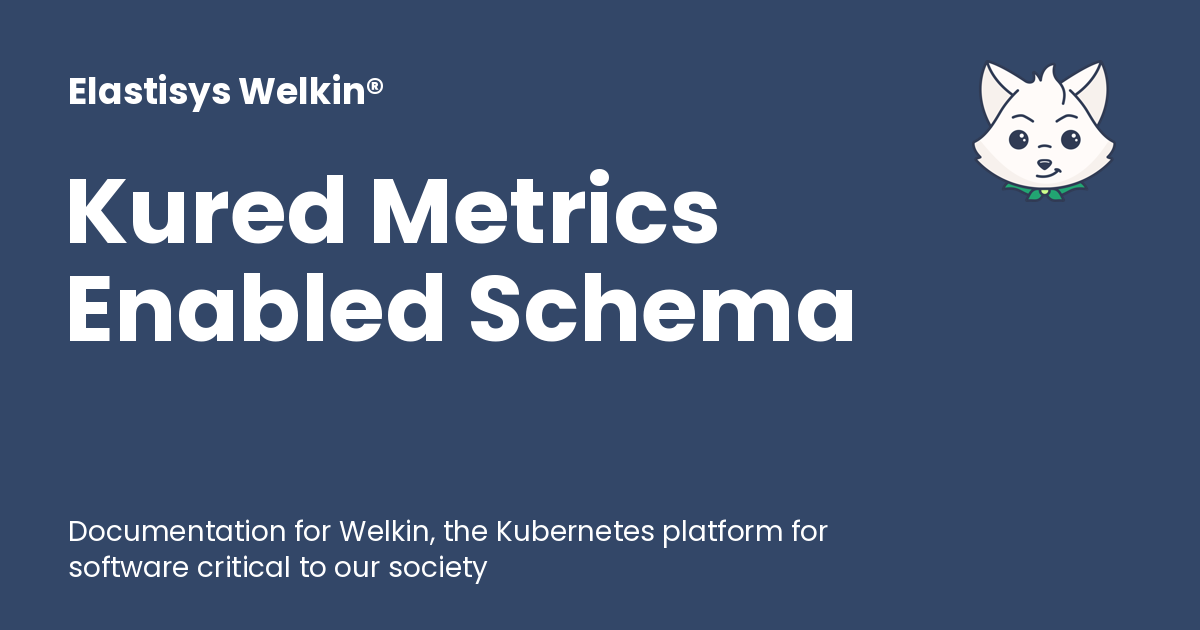 Elastisys Welkin®
Kured Metrics
Enabled Schema
Documentation for Welkin, the Kubernetes platform for
software critical to our society